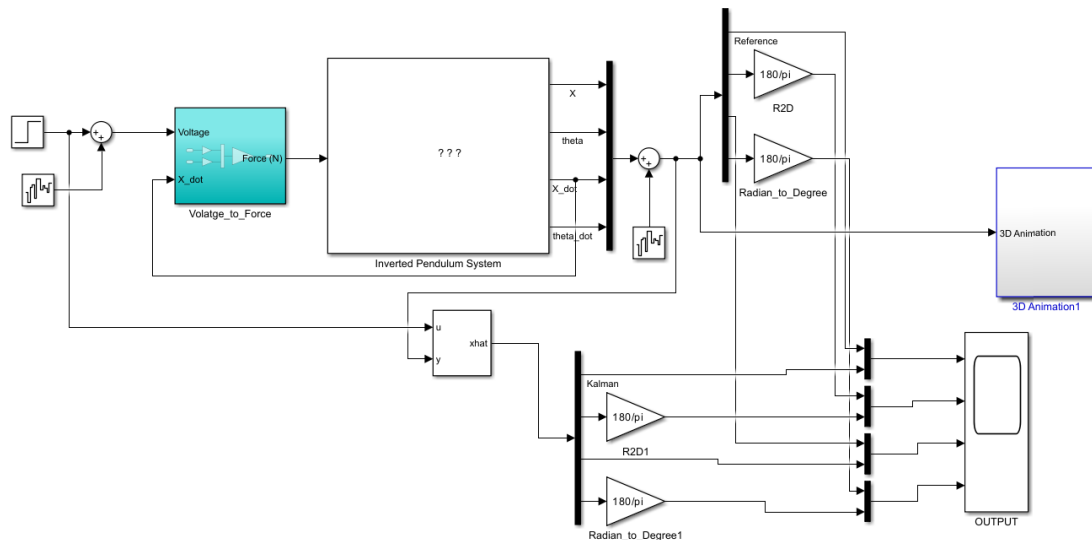 Reference
180/pi
R2D
180/pi
Radian_to_Degree
+
+
Voltage
X_dot
Force (N)
Volatge_to_Force
? ? ?
X
theta
X_dot
theta_dot
Inverted Pendulum System
+
+
3D Animation
3D Animation1
u
y
xhat
Kalman
180/pi
R2D1
180/pi
Radian_to_Degree1
OUTPUT